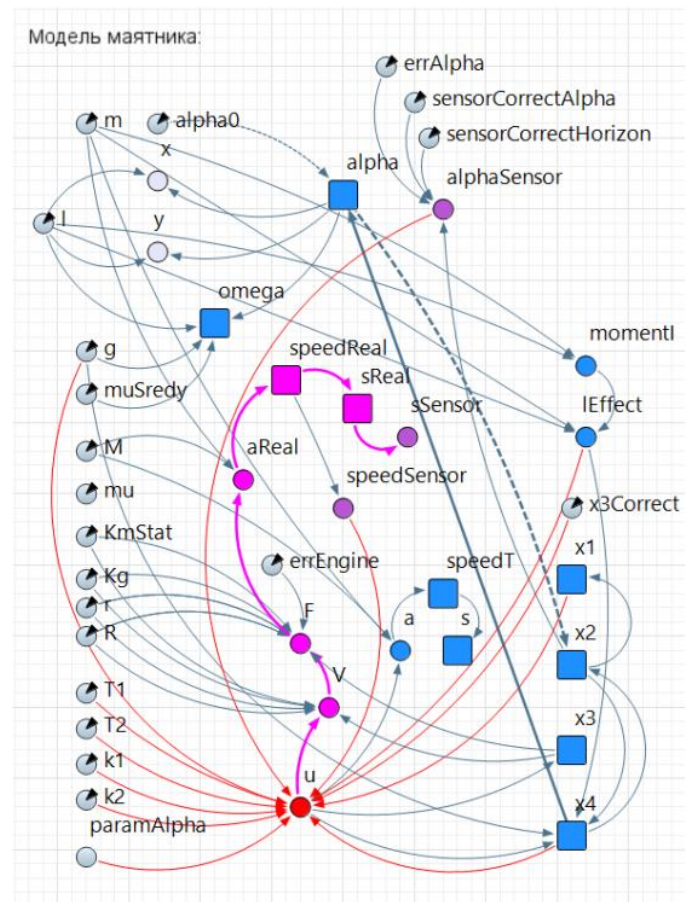 Модель маятника:
errAlpha
sensorCorrectAlpha
m
alpha0
sensorCorrectHorizon
x
alpha
alphaSensor
l
y
omega
momentI
g
speedReal
muSredy
sReal
sSensor
lEffect
M
aReal
speedSensor
mu
x3Correct
KmStat
errEngine
speedT
x1
Kg
r
F
a
s
x2
R
V
T1
T2
x3
k1
u
k2
x4
paramAlpha